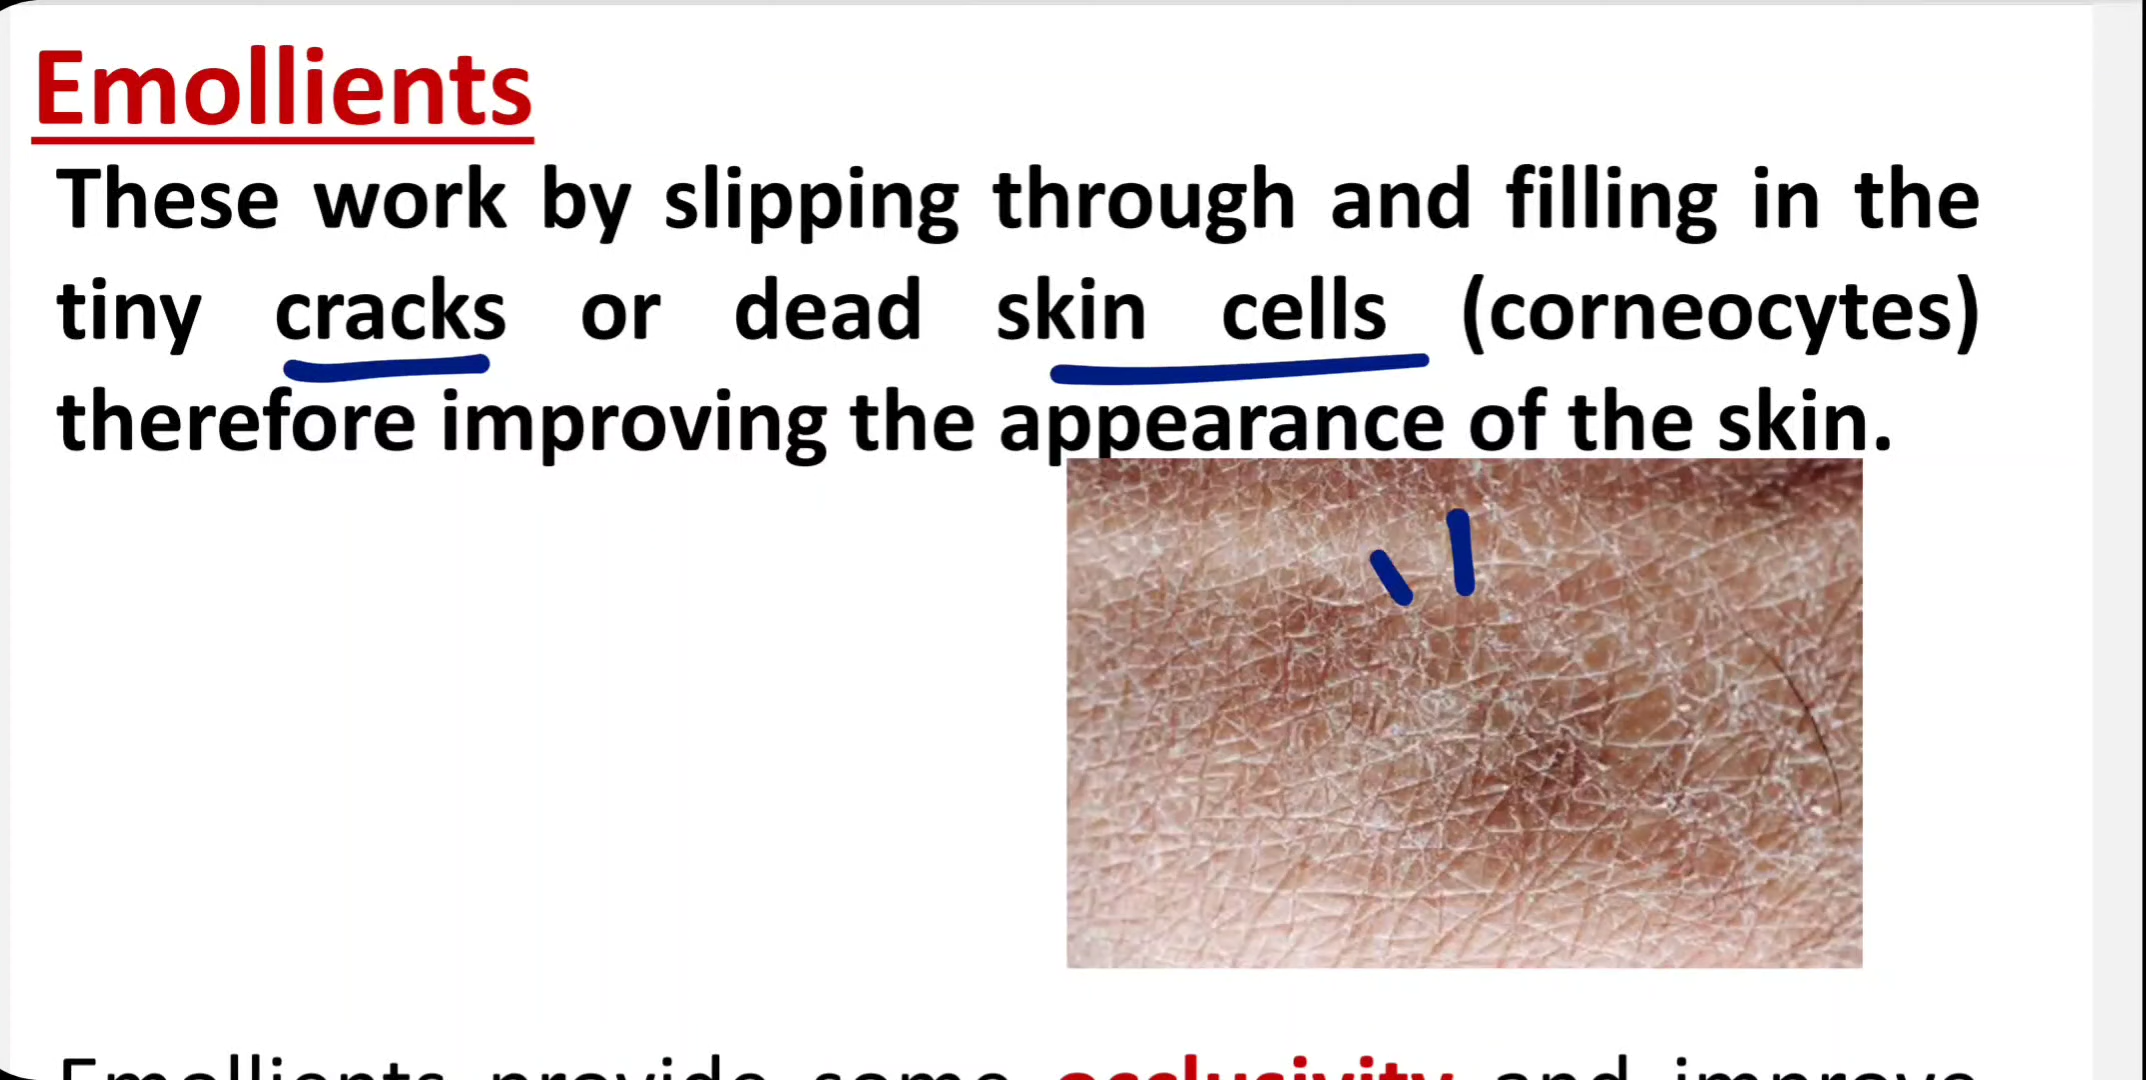 Emollients
These work by slipping through and filling in the
tiny cracks or dead skin cells (corneocytes)
therefore improving the appearance of the skin.
Emollients provide some occlusivity and improve